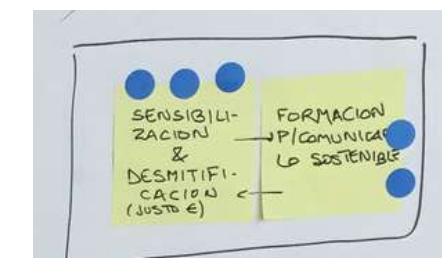 SENSIBILI-
ZACION
&
DESMITIFI-
CACION
(JUSTO €)
FORMACION
P/COMUNICAR
LO SOSTENIBLE